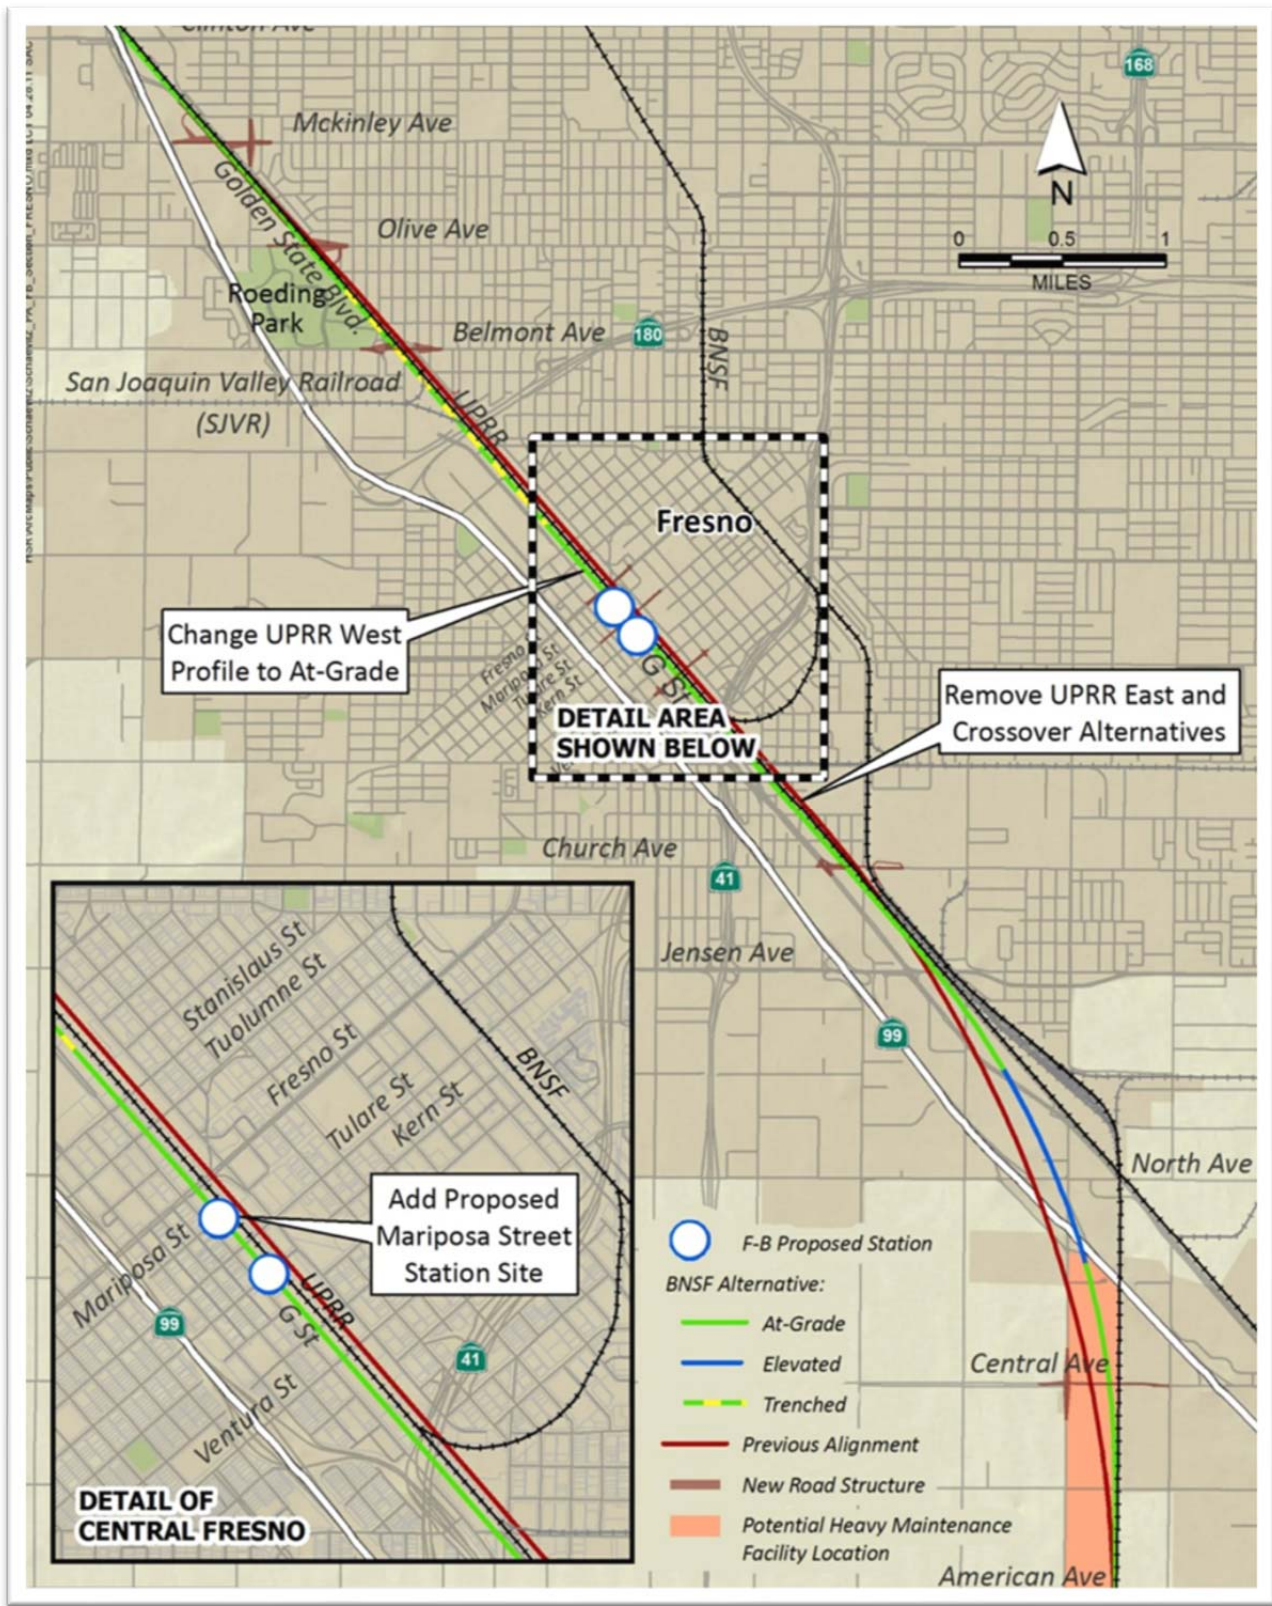 Clinton Ave
Mckinley Ave
168
N
0 0.5 1
MILES
Golden State Blvd.
Olive Ave
Roeding
Park
Belmont Ave
180
BNSF
San Joaquin Valley Railroad
(SJVR)
UPRR
Fresno
Change UPRR West
Profile to At-Grade
Fresno
Mariposa St
Tulare St
Kern St
G St
DETAIL AREA
SHOWN BELOW
Remove UPRR East and
Crossover Alternatives
Church Ave
41
Jensen Ave
99
North Ave
Central Ave
American Ave
Stanislaus St
Tuolumne St
Fresno St
Tulare St
Kern St
BNSF
Add Proposed
Mariposa Street
Station Site
Mariposa St
99
UPRR
G St
41
Ventura St
DETAIL OF
CENTRAL FRESNO
F-B Proposed Station
BNSF Alternative:
At-Grade
Elevated
Trenched
Previous Alignment
New Road Structure
Potential Heavy Maintenance
Facility Location